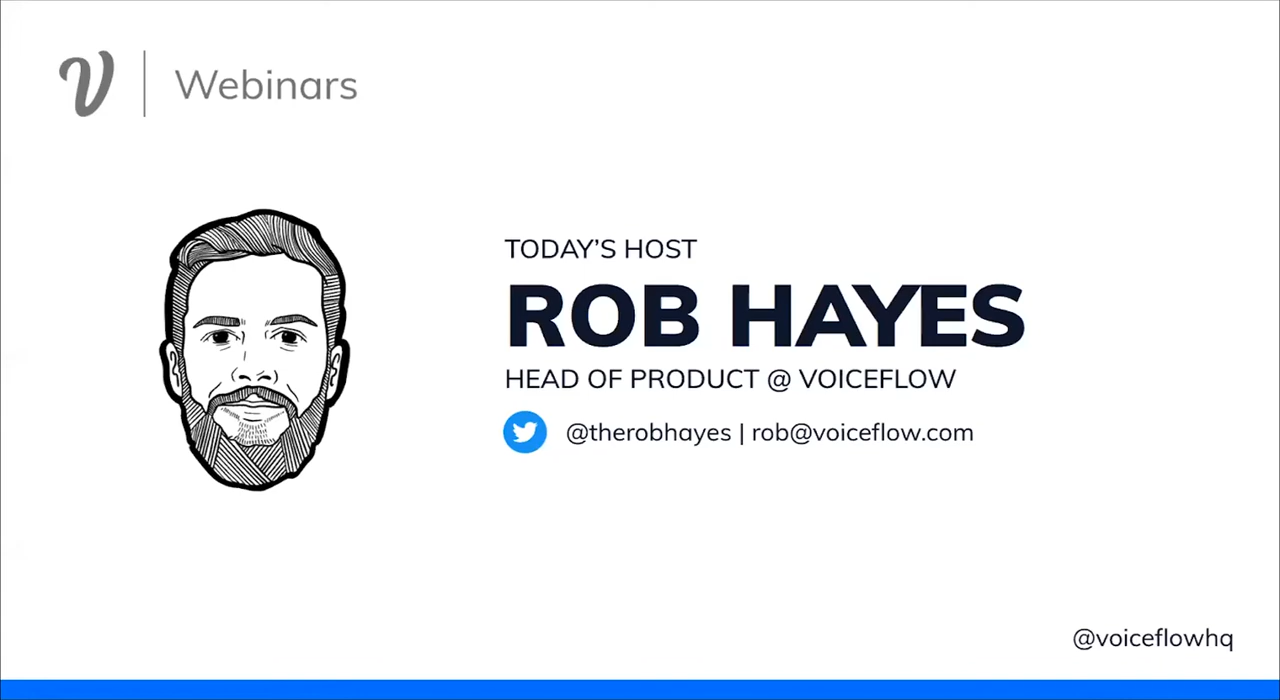 V | Webinars
TODAY’S HOST
ROB HAYES
HEAD OF PRODUCT @ VOICEFLOW
@therobhayes | rob@voiceflow.com
@voiceflowhq